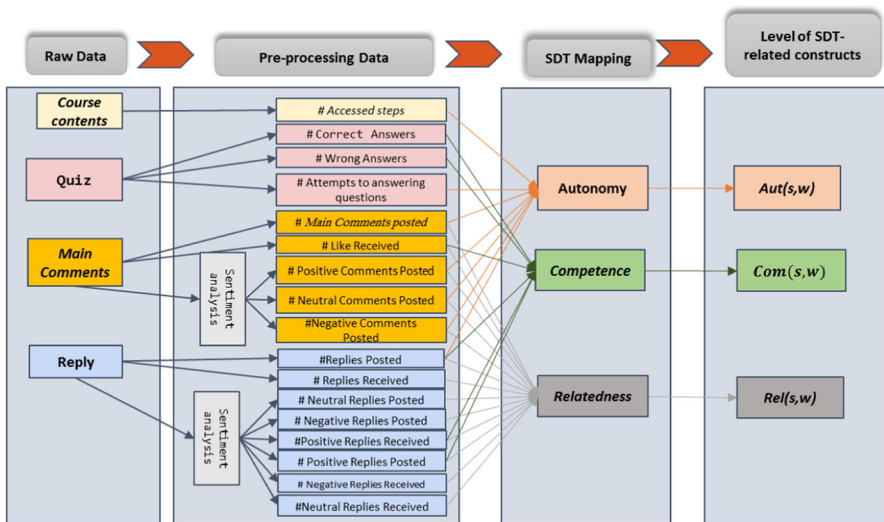 Raw Data
Pre-processing Data
SDT Mapping
Level of SDT-
related constructs
Course
contents
Quiz
Main
Comments
Reply
# Accessed steps
# Correct Answers
# Wrong Answers
# Attempts to answering
questions
# Main Comments posted
# Like Received
# Positive Comments Posted
# Neutral Comments Posted
#Negative Comments
Posted
Sentiment
analysis
#Replies Posted
# Replies Received
# Neutral Replies Posted
# Negative Replies Posted
#Positive Replies Received
# Positive Replies Posted
# Negative Replies Received
#Neutral Replies Received
Sentiment
analysis
Autonomy
Competence
Relatedness
Aut(s,w)
Com(s,w)
Rel(s,w)